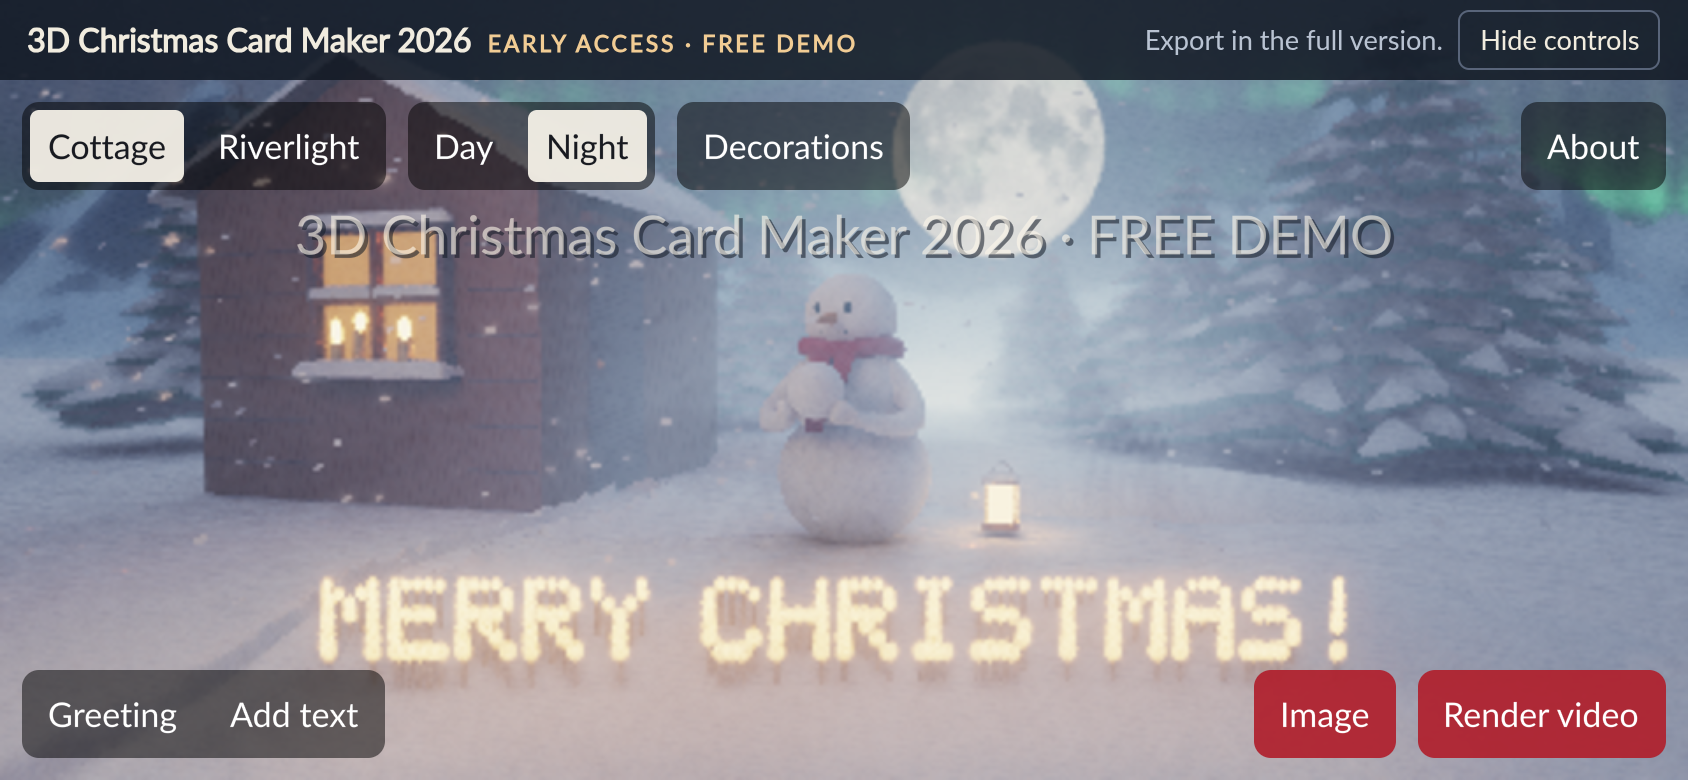 3D Christmas Card Maker 2026 EARLY ACCESS · FREE DEMO Export in the full version. Hide controls
Cottage Riverlight Day Night Decorations About
3D Christmas Card Maker 2026 · FREE DEMO
MERRY CHRISTMAS!
Greeting Add text Image Render video